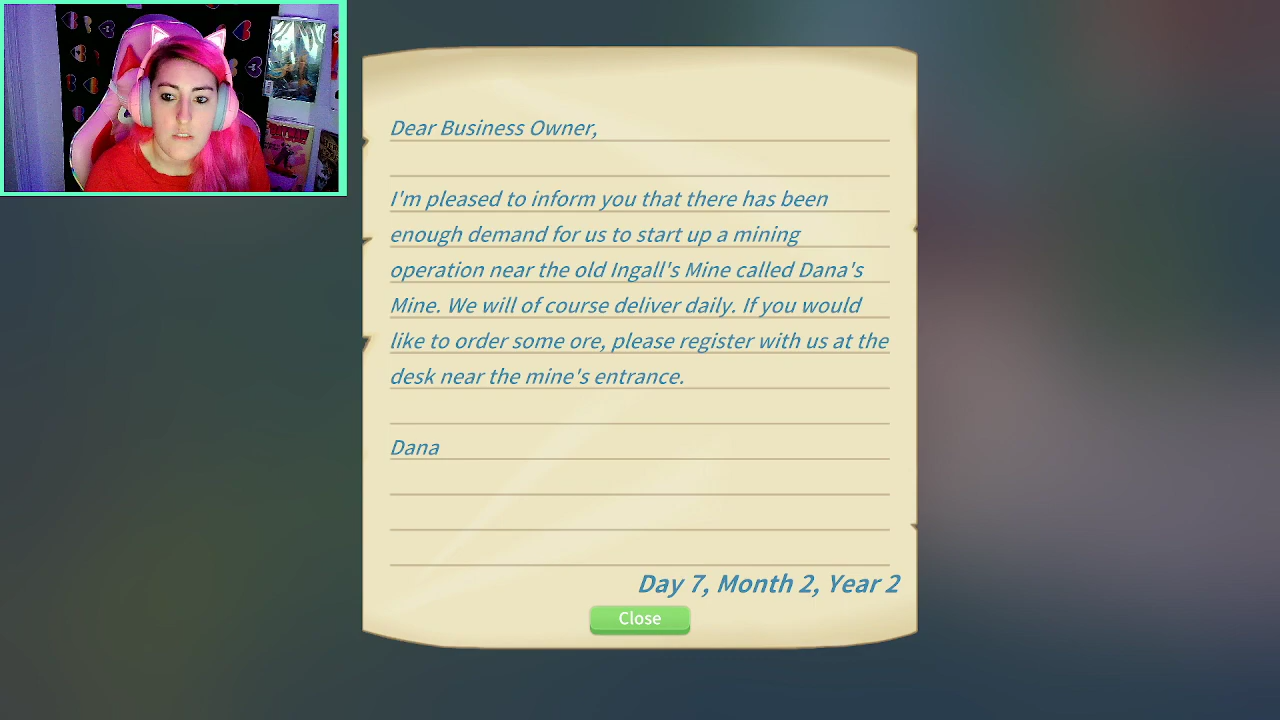 Dear Business Owner,
I'm pleased to inform you that there has been
enough demand for us to start up a mining
operation near the old Ingall's Mine called Dana's
Mine. We will of course deliver daily. If you would
like to order some ore, please register with us at the
desk near the mine's entrance.
Dana
Day 7, Month 2, Year 2
Close